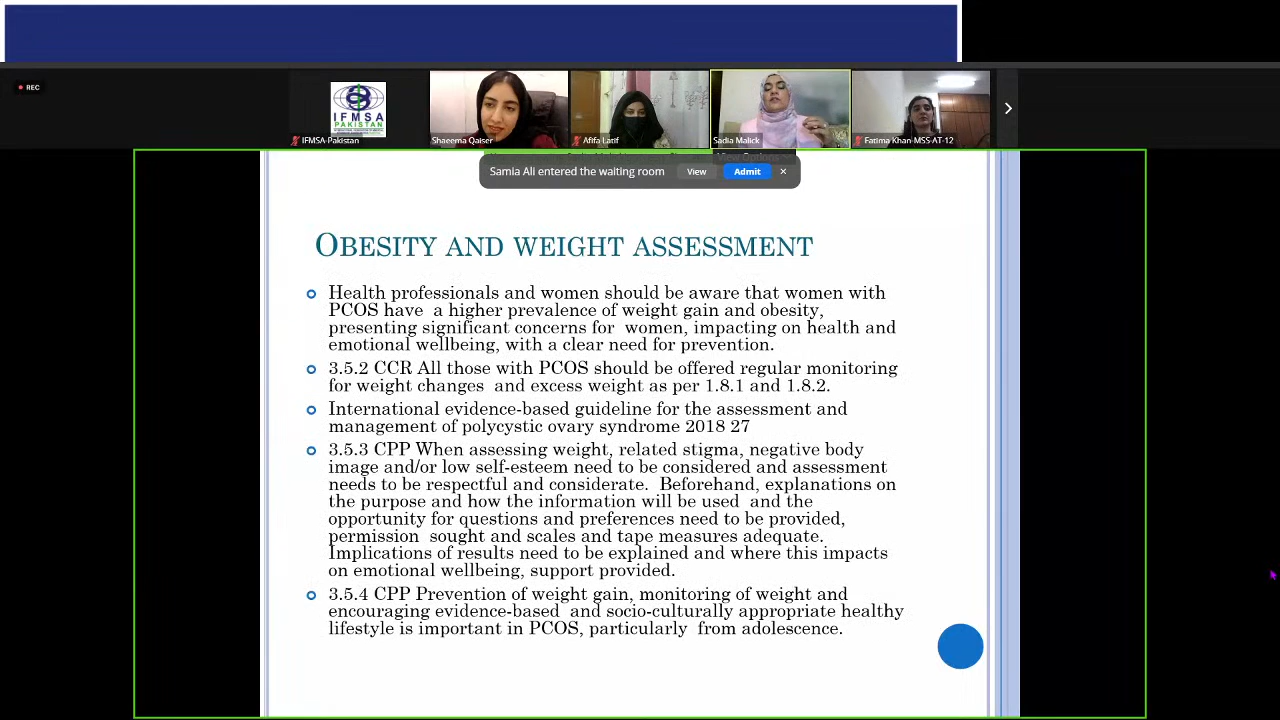 REC
IFMSA
PAKISTAN
IFMSA-Pakistan
Shaeema Qaiser
Afifa Latif
Sadia Malick
Fatima Khan-MSS-AT-12
View Options
Samia Ali entered the waiting room
View
Admit
OBESITY AND WEIGHT ASSESSMENT
Health professionals and women should be aware that women with
PCOS have a higher prevalence of weight gain and obesity,
presenting significant concerns for women, impacting on health and
emotional wellbeing, with a clear need for prevention.
3.5.2 CCR All those with PCOS should be offered regular monitoring
for weight changes and excess weight as per 1.8.1 and 1.8.2.
International evidence-based guideline for the assessment and
management of polycystic ovary syndrome 2018 27
3.5.3 CPP When assessing weight, related stigma, negative body
image and/or low self-esteem need to be considered and assessment
needs to be respectful and considerate. Beforehand, explanations on
the purpose and how the information will be used and the
opportunity for questions and preferences need to be provided,
permission sought and scales and tape measures adequate.
Implications of results need to be explained and where this impacts
on emotional wellbeing, support provided.
3.5.4 CPP Prevention of weight gain, monitoring of weight and
encouraging evidence-based and socio-culturally appropriate healthy
lifestyle is important in PCOS, particularly from adolescence.